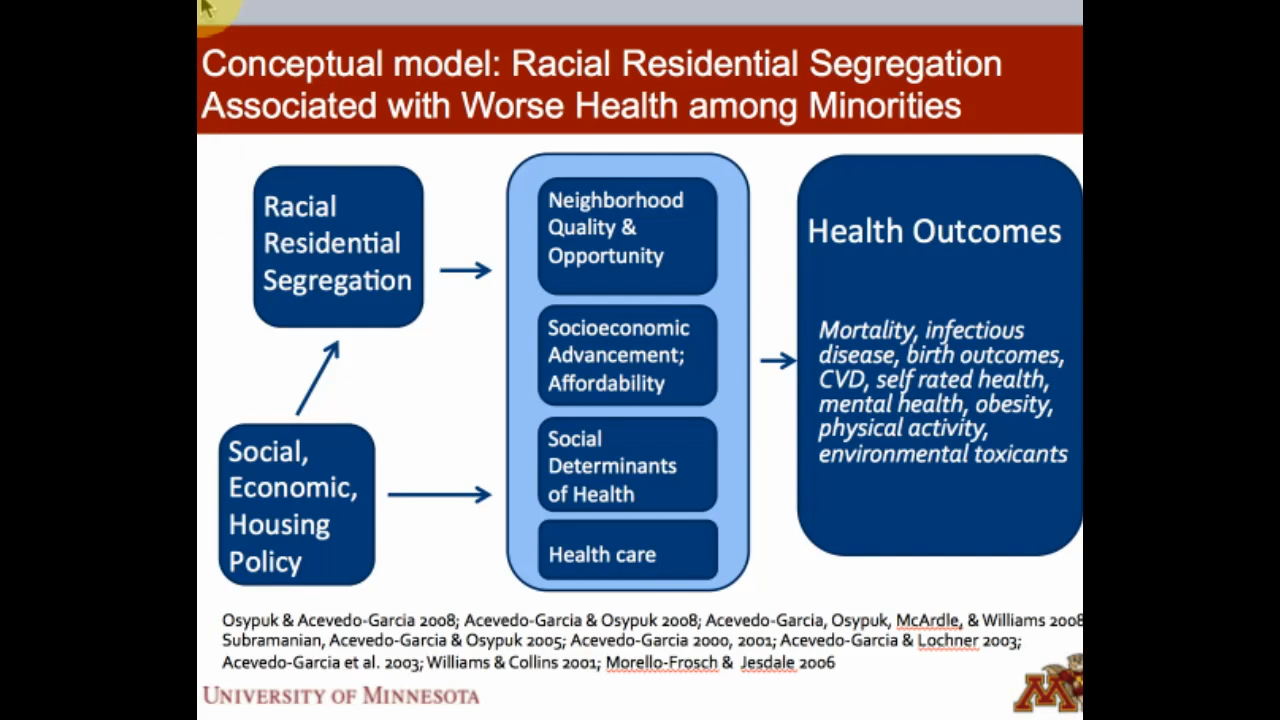 Conceptual model: Racial Residential Segregation
Associated with Worse Health among Minorities
Racial
Residential
Segregation
Social,
Economic,
Housing
Policy
Neighborhood
Quality &
Opportunity
Socioeconomic
Advancement;
Affordability
Social
Determinants
of Health
Health care
Health Outcomes
Mortality, infectious
disease, birth outcomes,
CVD, self rated health,
mental health, obesity,
physical activity,
environmental toxicants
Osypuk & Acevedo-Garcia 2008; Acevedo-Garcia & Osypuk 2008; Acevedo-Garcia, Osypuk, McArdle, & Williams 2008
Subramanian, Acevedo-Garcia & Osypuk 2005; Acevedo-Garcia 2000, 2001; Acevedo-Garcia & Lochner 2003;
Acevedo-Garcia et al. 2003; Williams & Collins 2001; Morello-Frosch & Jesdale 2006
UNIVERSITY OF MINNESOTA
M